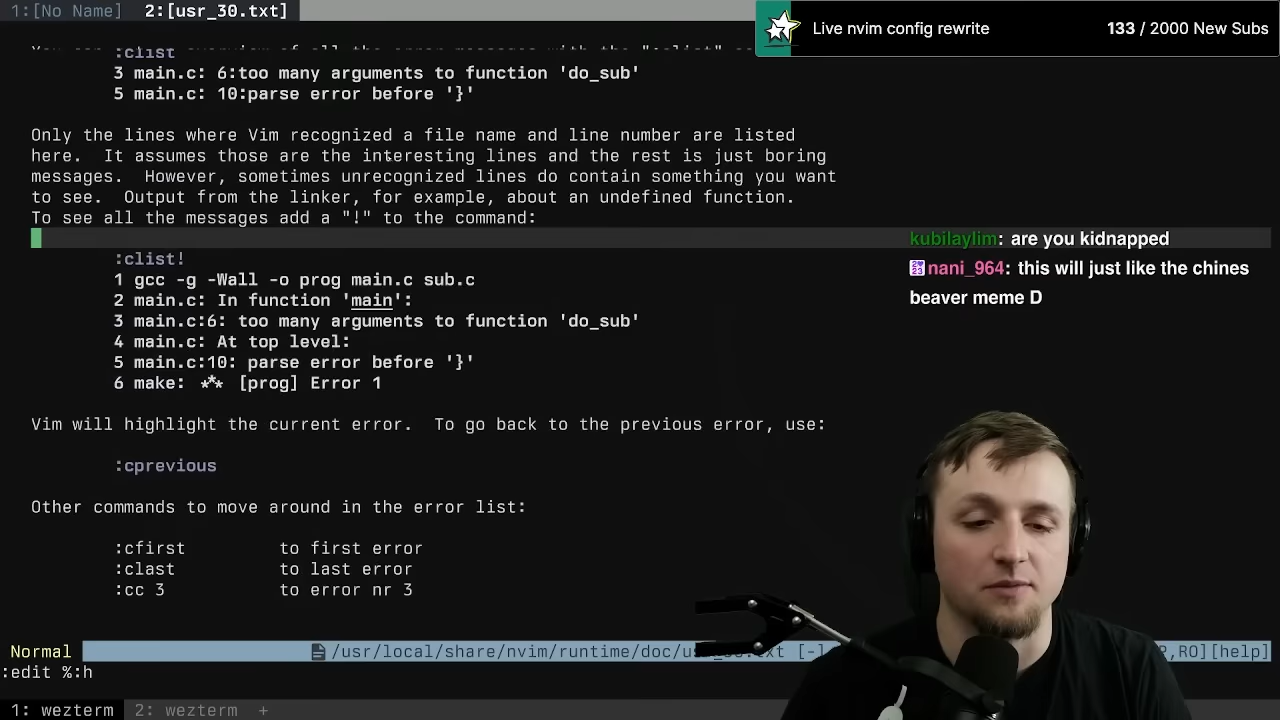 1:[No Name]  2:[usr_30.txt]
Live nvim config rewrite
133 / 2000 New Subs
:clist
3 main.c: 6:too many arguments to function 'do_sub'
5 main.c: 10:parse error before '}'
Only the lines where Vim recognized a file name and line number are listed
here.  It assumes those are the interesting lines and the rest is just boring
messages.  However, sometimes unrecognized lines do contain something you want
to see.  Output from the linker, for example, about an undefined function.
To see all the messages add a "!" to the command:
kubilaylim: are you kidnapped
nani_964: this will just like the chines
beaver meme D
:clist!
1 gcc -g -Wall -o prog main.c sub.c
2 main.c: In function 'main':
3 main.c:6: too many arguments to function 'do_sub'
4 main.c: At top level:
5 main.c:10: parse error before '}'
6 make: *** [prog] Error 1
Vim will highlight the current error.  To go back to the previous error, use:
:cprevious
Other commands to move around in the error list:
:cfirst to first error
:clast to last error
:cc 3 to error nr 3
Normal /usr/local/share/nvim/runtime/doc/usr_30.txt [-] ,RO][help]
:edit %:h
1: wezterm  2: wezterm  +